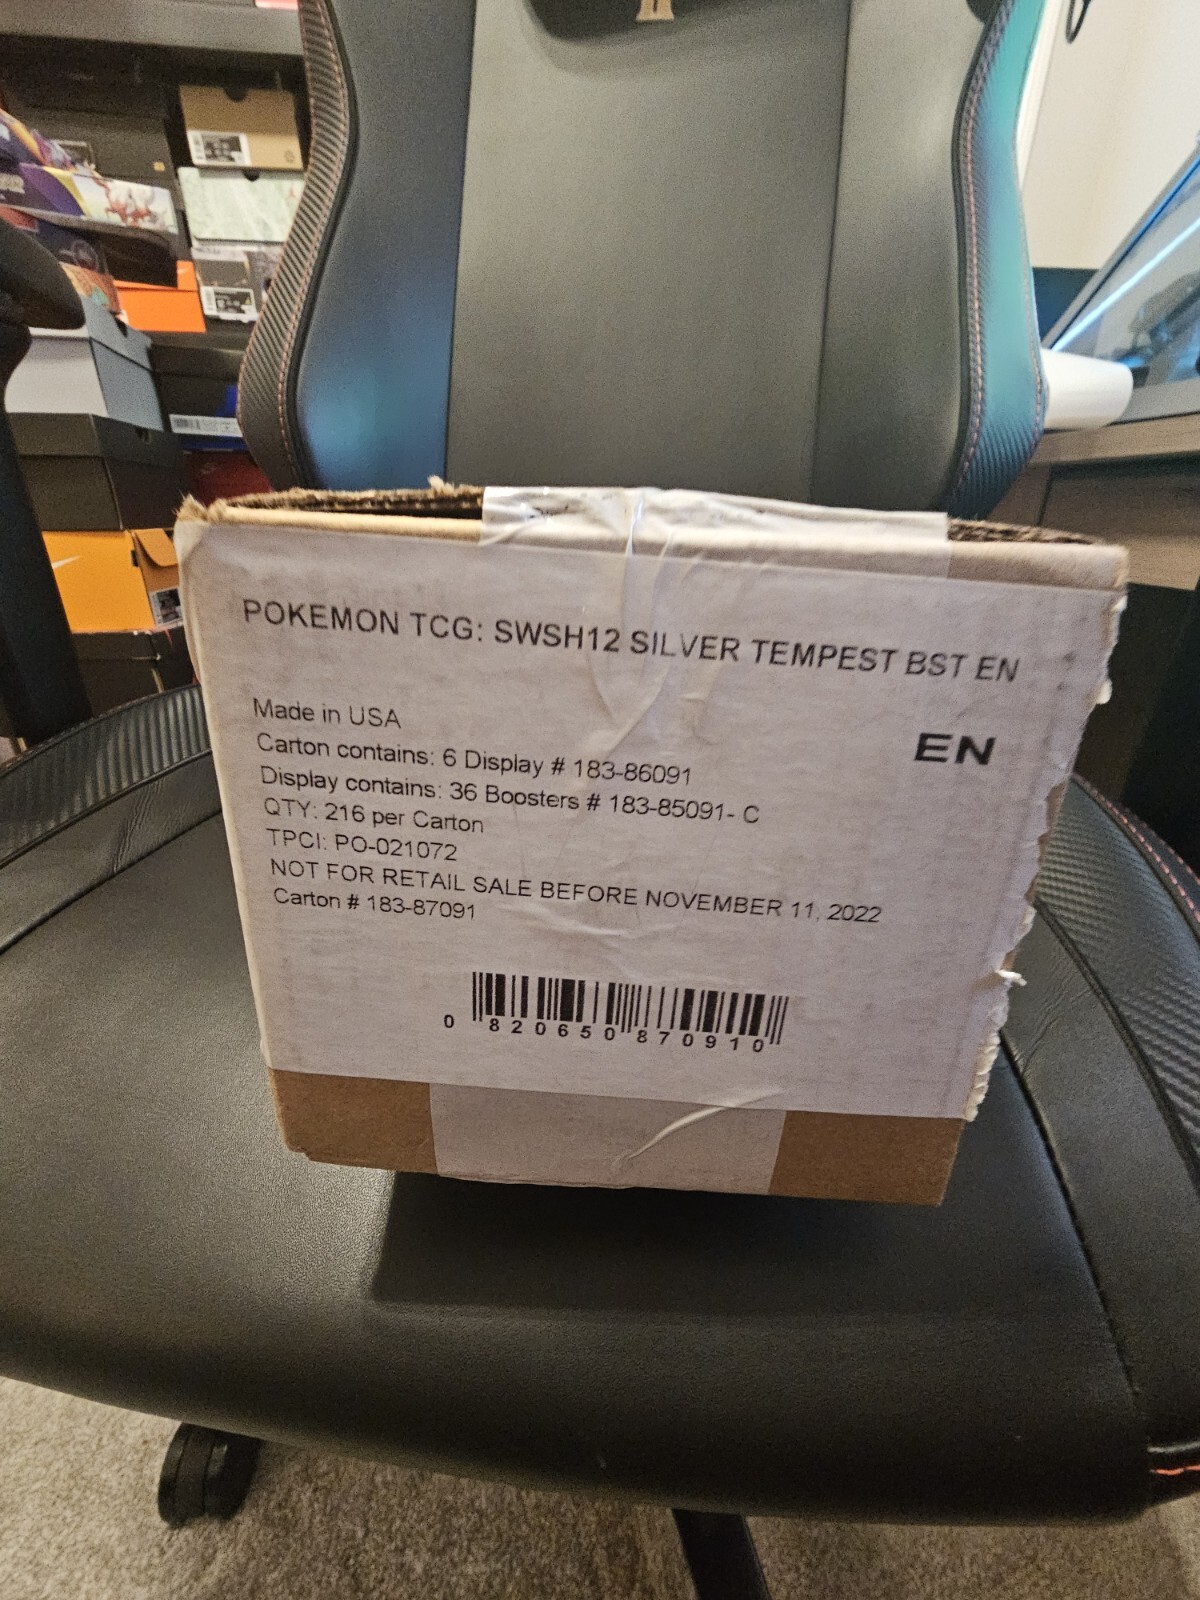 POKEMON TCG: SWSH12 SILVER TEMPEST BST EN
Made in USA
EN
Carton contains: 6 Display # 183-86091
Display contains: 36 Boosters # 183-85091- C
QTY: 216 per Carton
TPCI: PO-021072
NOT FOR RETAIL SALE BEFORE NOVEMBER 11, 2022
Carton # 183-87091
0 820650 870910